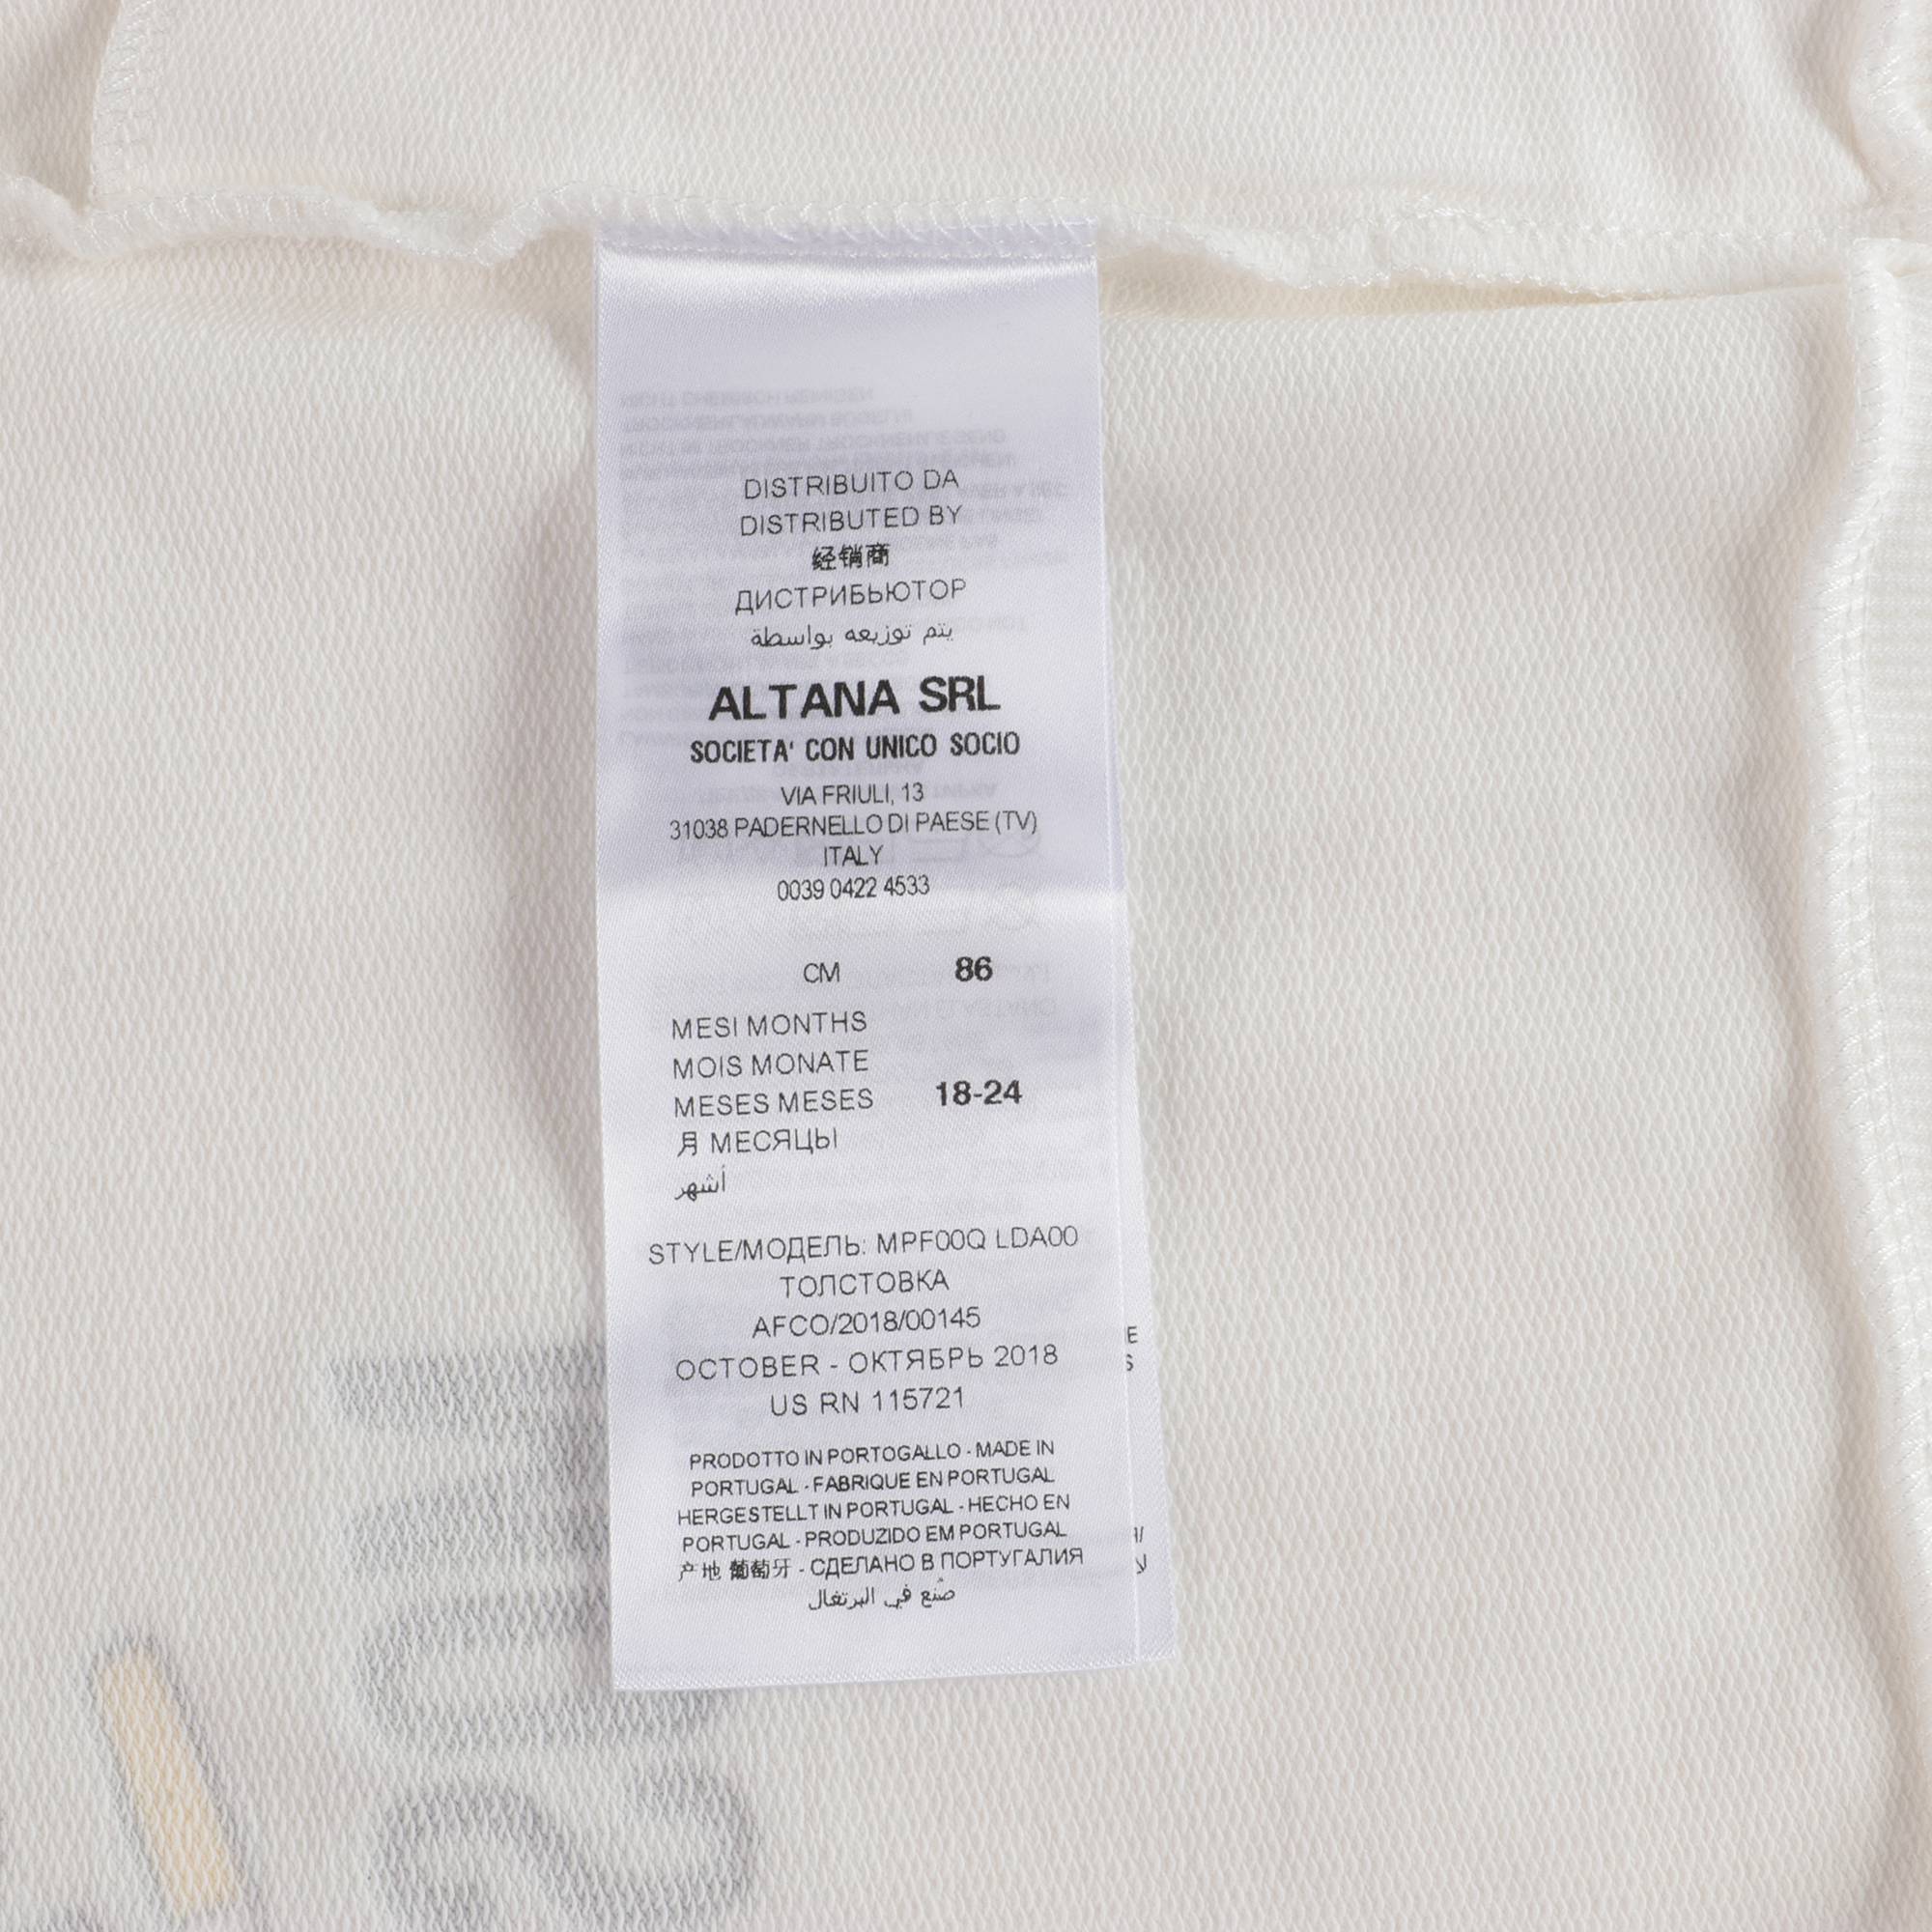 DISTRIBUITO DA
DISTRIBUTED BY
经销商
ДИСТРИБЬЮТОР
يتم توزيعه بواسطة
ALTANA SRL
SOCIETA' CON UNICO SOCIO
VIA FRIULI, 13
31038 PADERNELLO DI PAESE (TV)
ITALY
0039 0422 4533
CM 86
MESI MONTHS
MOIS MONATE
MESES MESES 18-24
月 МЕСЯЦЫ
أشهر
STYLE/МОДЕЛЬ: MPF00Q LDA00
ТОЛСТОВКА
AFCO/2018/00145
OCTOBER - ОКТЯБРЬ 2018
US RN 115721
PRODOTTO IN PORTOGALLO - MADE IN
PORTUGAL - FABRIQUE EN PORTUGAL
HERGESTELLT IN PORTUGAL - HECHO EN
PORTUGAL - PRODUZIDO EM PORTUGAL
产地 葡萄牙 - СДЕЛАНО В ПОРТУГАЛИЯ
صُنع في البرتغال